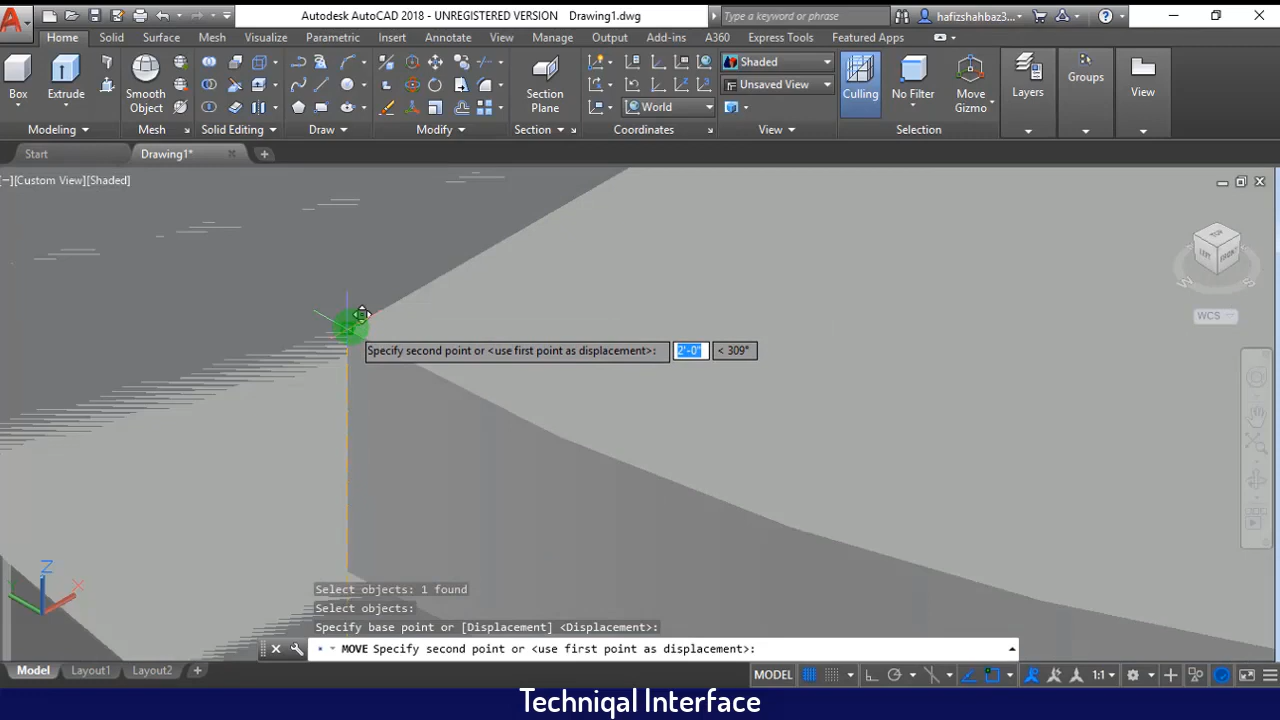 Autodesk AutoCAD 2018 - UNREGISTERED VERSION Drawing1.dwg
Type a keyword or phrase
hafizshahbaz3...
Home Solid Surface Mesh Visualize Parametric Insert Annotate View Manage Output Add-ins A360 Express Tools Featured Apps
Box Extrude Smooth Object Section Plane Culling No Filter Move Gizmo Layers Groups View
Shaded
Unsaved View
World
Modeling Mesh Solid Editing Draw Modify Section Coordinates View Selection
Start Drawing1*
[−][Custom View][Shaded]
TOP
LEFT FRONT
W S
WCS
Specify second point or <use first point as displacement>: 2'-0" < 309°
Z
X
Select objects: 1 found
Select objects:
Specify base point or [Displacement] <Displacement>:
MOVE Specify second point or <use first point as displacement>:
Model Layout1 Layout2 + MODEL 1:1
Techniqal Interface